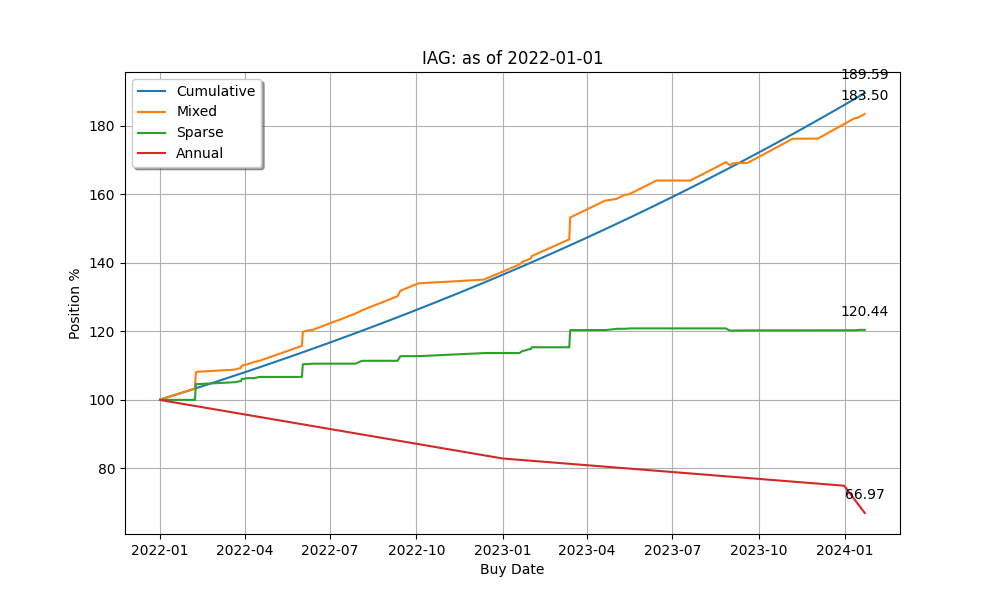 IAG: as of 2022-01-01
189.59
183.50
120.44
66.97
Cumulative
Mixed
Sparse
Annual
Position %
180
160
140
120
100
80
2022-01 2022-04 2022-07 2022-10 2023-01 2023-04 2023-07 2023-10 2024-01
Buy Date